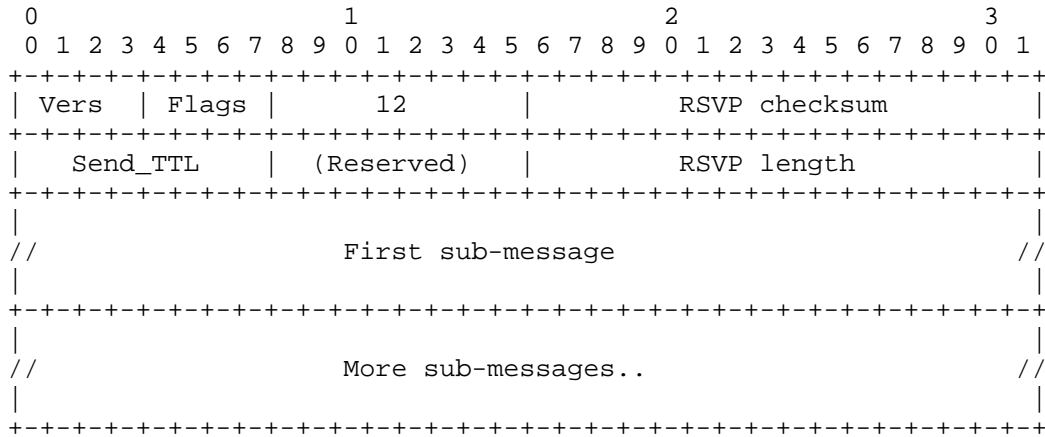 0                   1                   2                   3
 0 1 2 3 4 5 6 7 8 9 0 1 2 3 4 5 6 7 8 9 0 1 2 3 4 5 6 7 8 9 0 1
+-+-+-+-+-+-+-+-+-+-+-+-+-+-+-+-+-+-+-+-+-+-+-+-+-+-+-+-+-+-+-+-+
| Vers  | Flags |      12       |         RSVP checksum         |
+-+-+-+-+-+-+-+-+-+-+-+-+-+-+-+-+-+-+-+-+-+-+-+-+-+-+-+-+-+-+-+-+
|   Send_TTL    |  (Reserved)   |         RSVP length           |
+-+-+-+-+-+-+-+-+-+-+-+-+-+-+-+-+-+-+-+-+-+-+-+-+-+-+-+-+-+-+-+-+
|                                                               |
//                   First sub-message                         //
|                                                               |
+-+-+-+-+-+-+-+-+-+-+-+-+-+-+-+-+-+-+-+-+-+-+-+-+-+-+-+-+-+-+-+-+
|                                                               |
//                   More sub-messages..                       //
|                                                               |
+-+-+-+-+-+-+-+-+-+-+-+-+-+-+-+-+-+-+-+-+-+-+-+-+-+-+-+-+-+-+-+-+